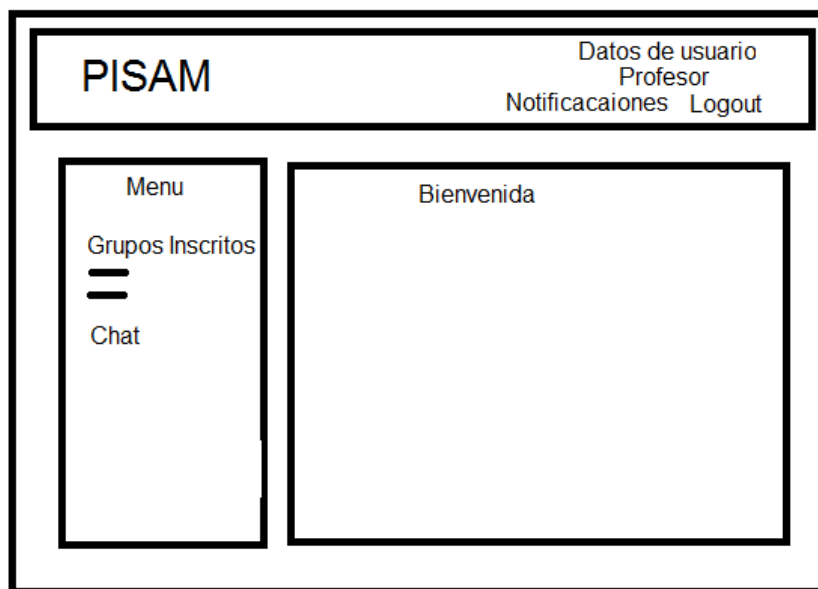 PISAM
Datos de usuario
Profesor
Notificacaiones Logout
Menu
Grupos Inscritos
Chat
Bienvenida